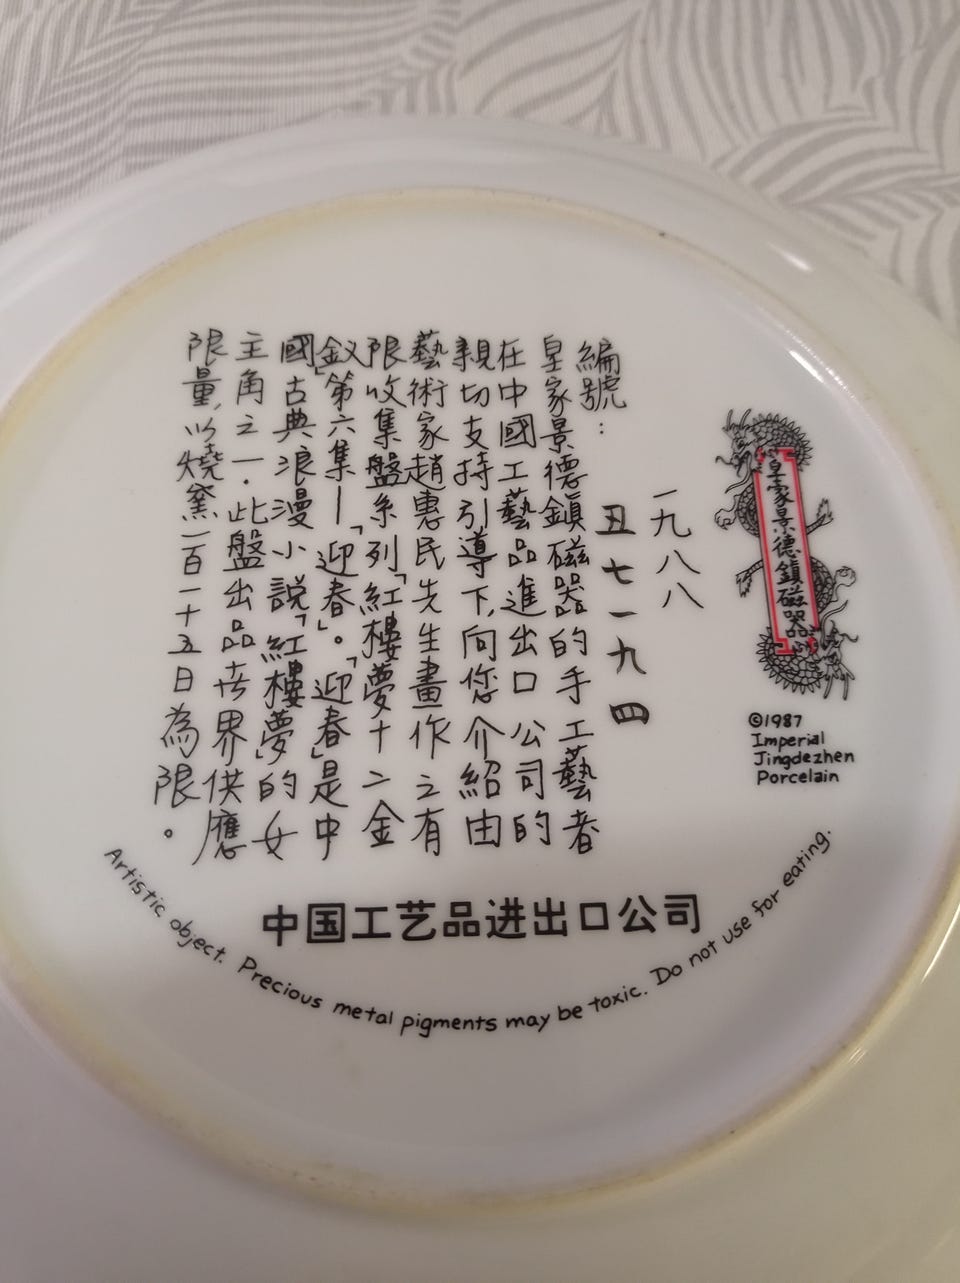 皇家景德鎮磁器
©1987
Imperial
Jingdezhen
Porcelain
一九八八
編號:丑七一九四
皇家景德鎮磁器的手工藝者
在中國工藝品進出口公司的
親切支持引導下,向您介紹由
藝術家趙惠民先生畫作之有
限收集盤系列「紅樓夢十二金
釵」第六集—「迎春」。「迎春」是中
國古典浪漫小說「紅樓夢」的女
主角之一.此盤出品世界供應
限量,以燒窯一百一十五日為限。
中国工艺品进出口公司
Artistic object. Precious metal pigments may be toxic. Do not use for eating.